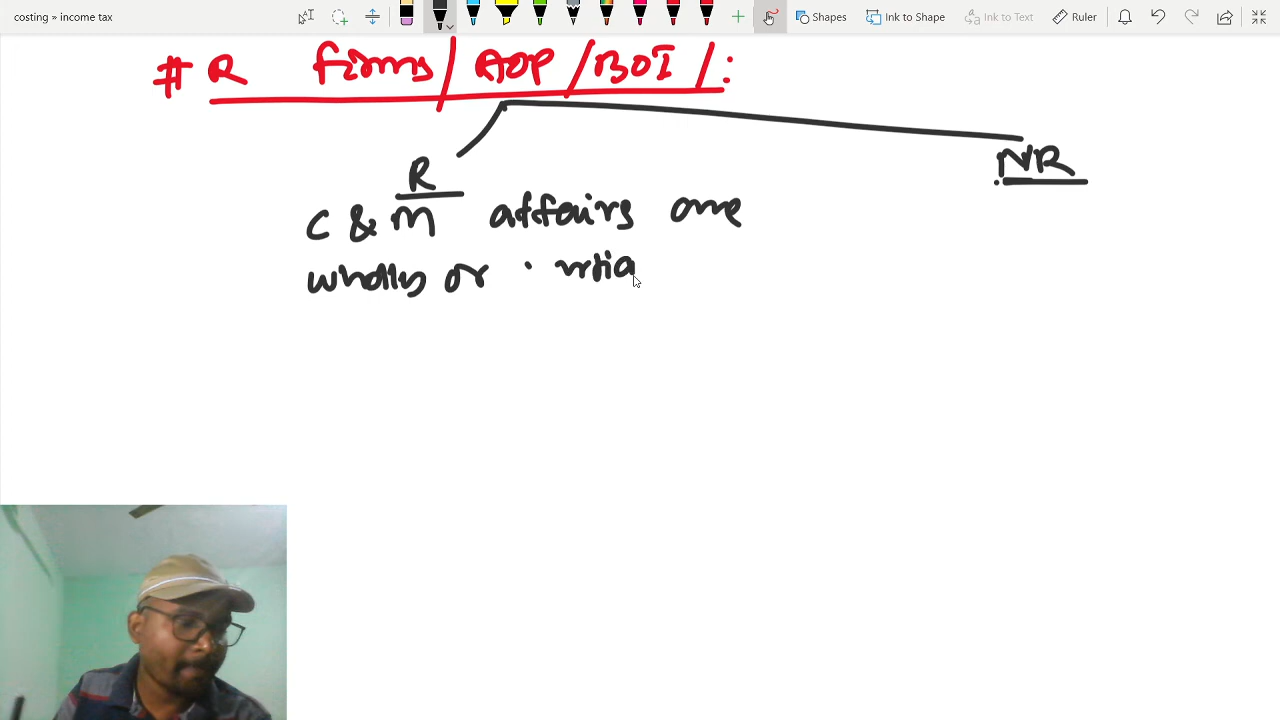 costing » income tax
Shapes Ink to Shape Ink to Text Ruler
# R firms / AOP / BOI / :
R NR
C & M affairs are
wholly or